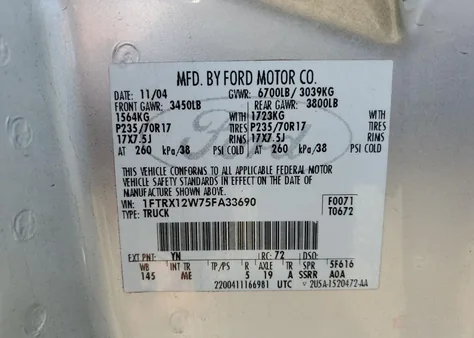 MFD. BY FORD MOTOR CO.
DATE: 11/04 GVWR: 6700LB/ 3039KG
FRONT GAWR: 3450LB REAR GAWR: 3800LB
1564KG WITH 1723KG WITH
P235/70R17 TIRES P235/70R17 TIRES
17X7.5J RIMS 17X7.5J RIMS
AT 260 kPa/38 PSI COLD AT 260 kPa/38 PSI COLD
THIS VEHICLE CONFORMS TO ALL APPLICABLE FEDERAL MOTOR
VEHICLE SAFETY STANDARDS IN EFFECT ON THE DATE OF
MANUFACTURE SHOWN ABOVE.
VIN: 1FTRX12W75FA33690 F0071
TYPE: TRUCK T0672
Ford
EXT PNT: YN RC: 72 DSO:
WB INT TR TP/PS R AXLE TR SPR 5F616
145 ME 5 19 A SSRR A0A
2200411166981 UTC 2U5A-1520472-AA